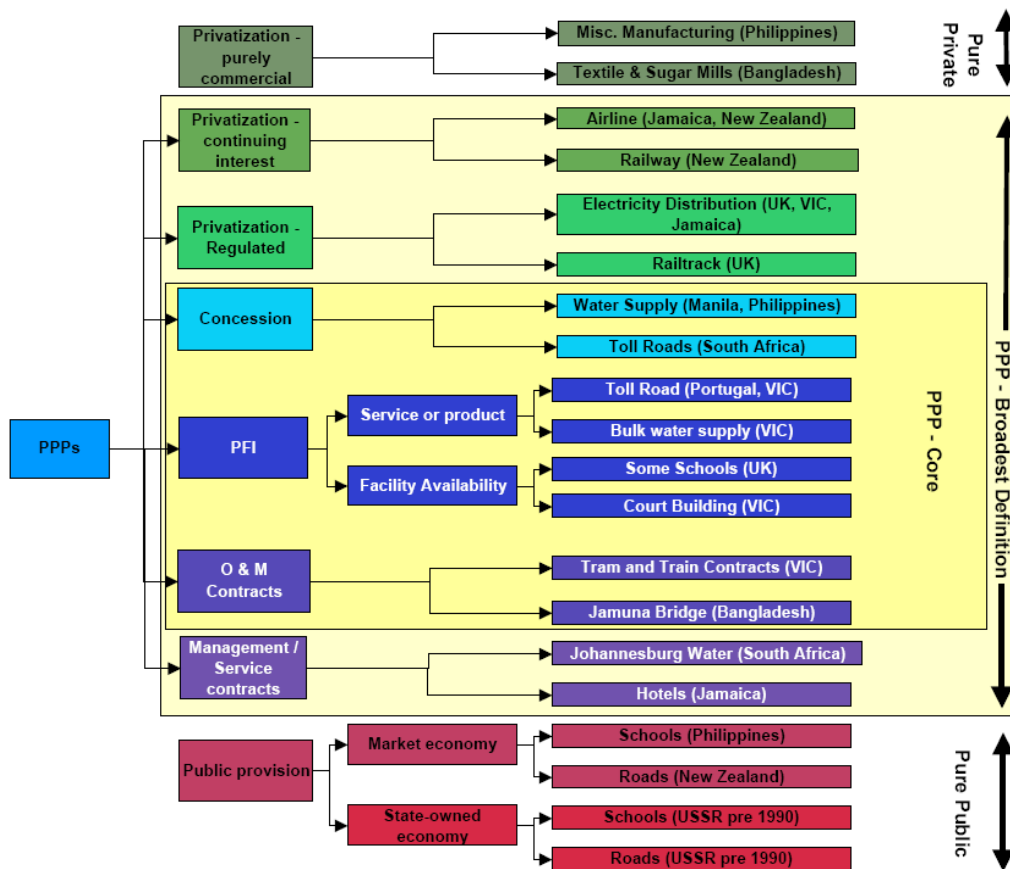 Privatization -
purely
commercial
Misc. Manufacturing (Philippines)
Textile & Sugar Mills (Bangladesh)
Pure
Private
Privatization -
continuing
interest
Airline (Jamaica, New Zealand)
Railway (New Zealand)
Privatization -
Regulated
Electricity Distribution (UK, VIC,
Jamaica)
Railtrack (UK)
Concession
Water Supply (Manila, Philippines)
Toll Roads (South Africa)
PPPs
PFI
Service or product
Toll Road (Portugal, VIC)
Bulk water supply (VIC)
Facility Availability
Some Schools (UK)
Court Building (VIC)
O & M
Contracts
Tram and Train Contracts (VIC)
Jamuna Bridge (Bangladesh)
PPP - Core
Management /
Service
contracts
Johannesburg Water (South Africa)
Hotels (Jamaica)
PPP - Broadest Definition
Public provision
Market economy
Schools (Philippines)
Roads (New Zealand)
State-owned
economy
Schools (USSR pre 1990)
Roads (USSR pre 1990)
Pure Public